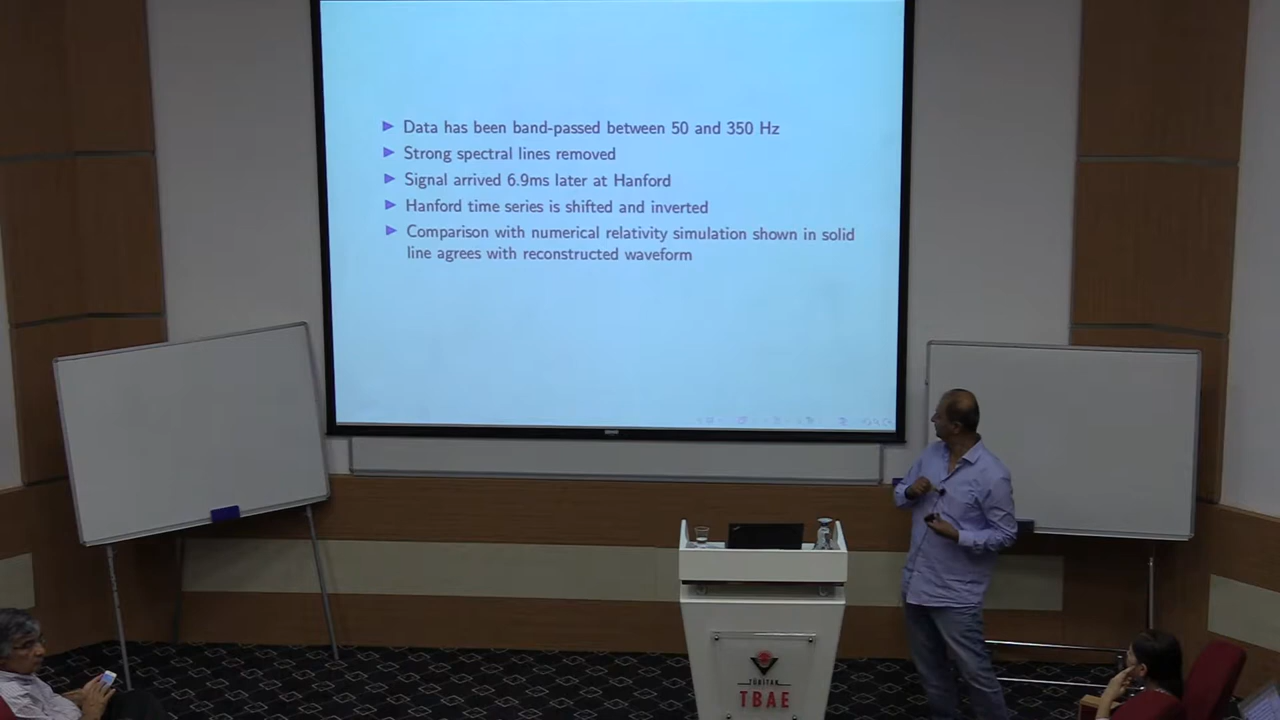 Data has been band-passed between 50 and 350 Hz
Strong spectral lines removed
Signal arrived 6.9ms later at Hanford
Hanford time series is shifted and inverted
Comparison with numerical relativity simulation shown in solid
line agrees with reconstructed waveform
TÜBİTAK
TBAE